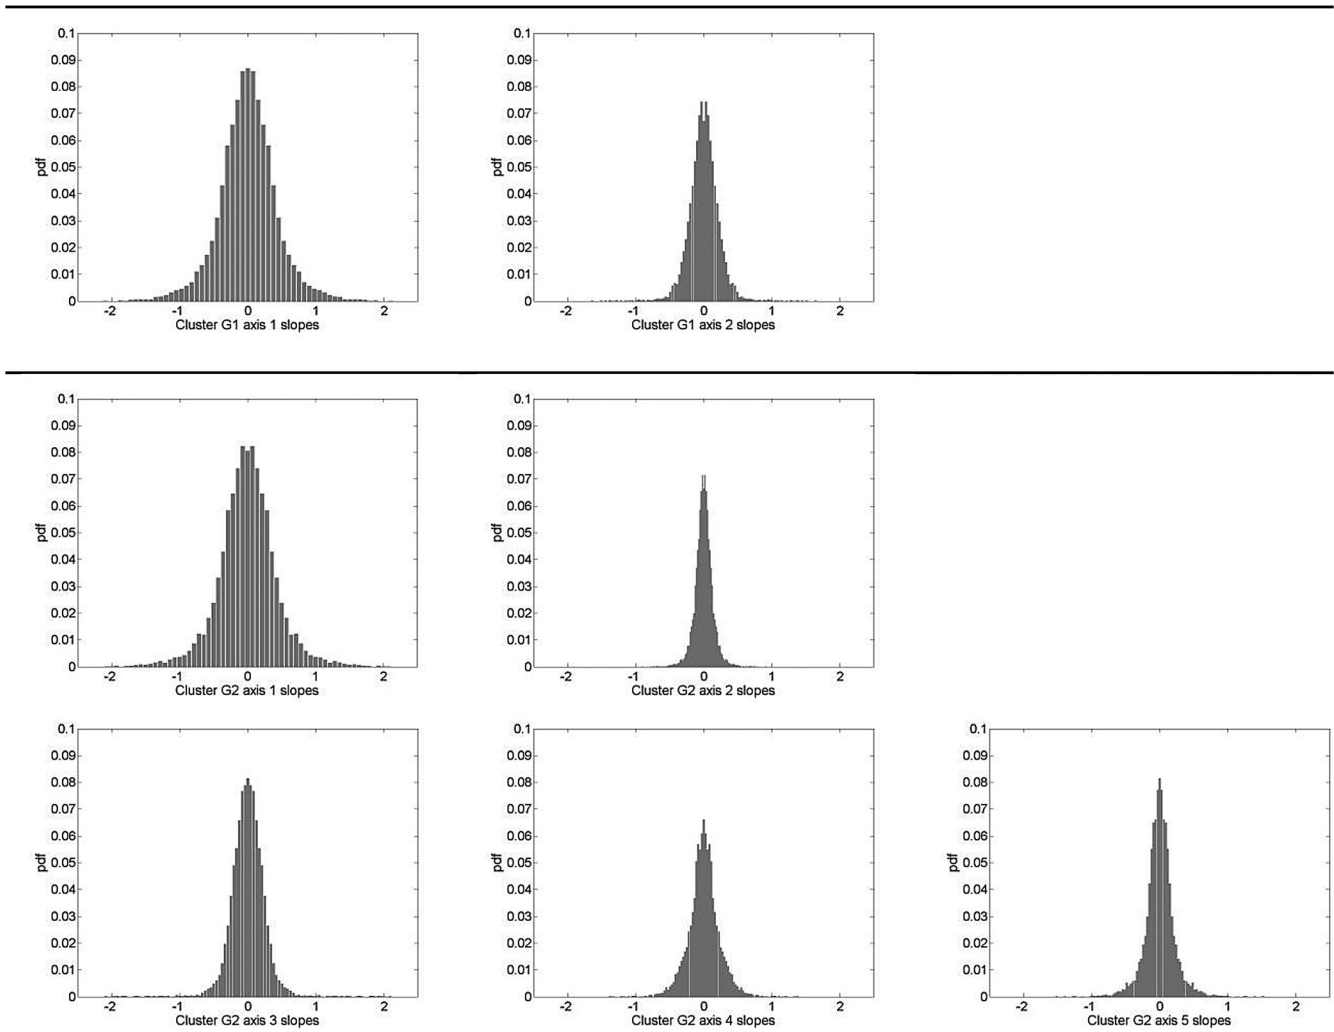 0.1 0.1
0.09 0.09
0.08 0.08
0.07 0.07
0.06 0.06
pdf 0.05 pdf 0.05
0.04 0.04
0.03 0.03
0.02 0.02
0.01 0.01
0 0
-2 -1 0 1 2 -2 -1 0 1 2
Cluster G1 axis 1 slopes Cluster G1 axis 2 slopes
0.1 0.1
0.09 0.09
0.08 0.08
0.07 0.07
0.06 0.06
pdf 0.05 pdf 0.05
0.04 0.04
0.03 0.03
0.02 0.02
0.01 0.01
0 0
-2 -1 0 1 2 -2 -1 0 1 2
Cluster G2 axis 1 slopes Cluster G2 axis 2 slopes
0.1 0.1 0.1
0.09 0.09 0.09
0.08 0.08 0.08
0.07 0.07 0.07
0.06 0.06 0.06
pdf 0.05 pdf 0.05 pdf 0.05
0.04 0.04 0.04
0.03 0.03 0.03
0.02 0.02 0.02
0.01 0.01 0.01
0 0 0
-2 -1 0 1 2 -2 -1 0 1 2 -2 -1 0 1 2
Cluster G2 axis 3 slopes Cluster G2 axis 4 slopes Cluster G2 axis 5 slopes